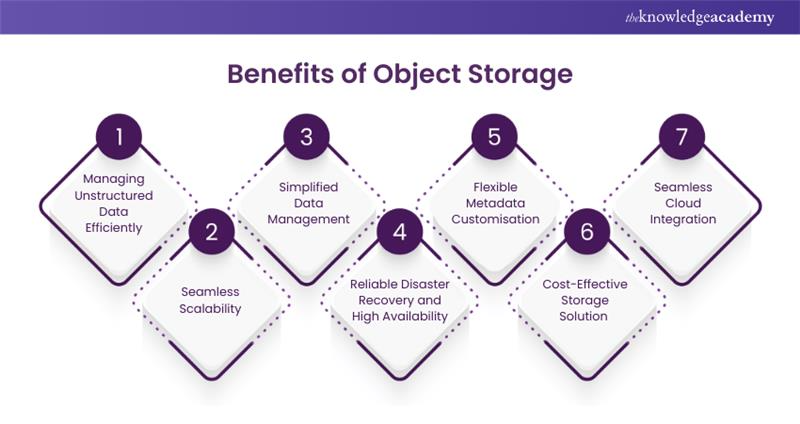 theknowledgeacademy
Benefits of Object Storage
1
Managing
Unstructured
Data
Efficiently
2
Seamless
Scalability
3
Simplified
Data
Management
4
Reliable Disaster
Recovery and
High Availability
5
Flexible
Metadata
Customisation
6
Cost-Effective
Storage
Solution
7
Seamless
Cloud
Integration